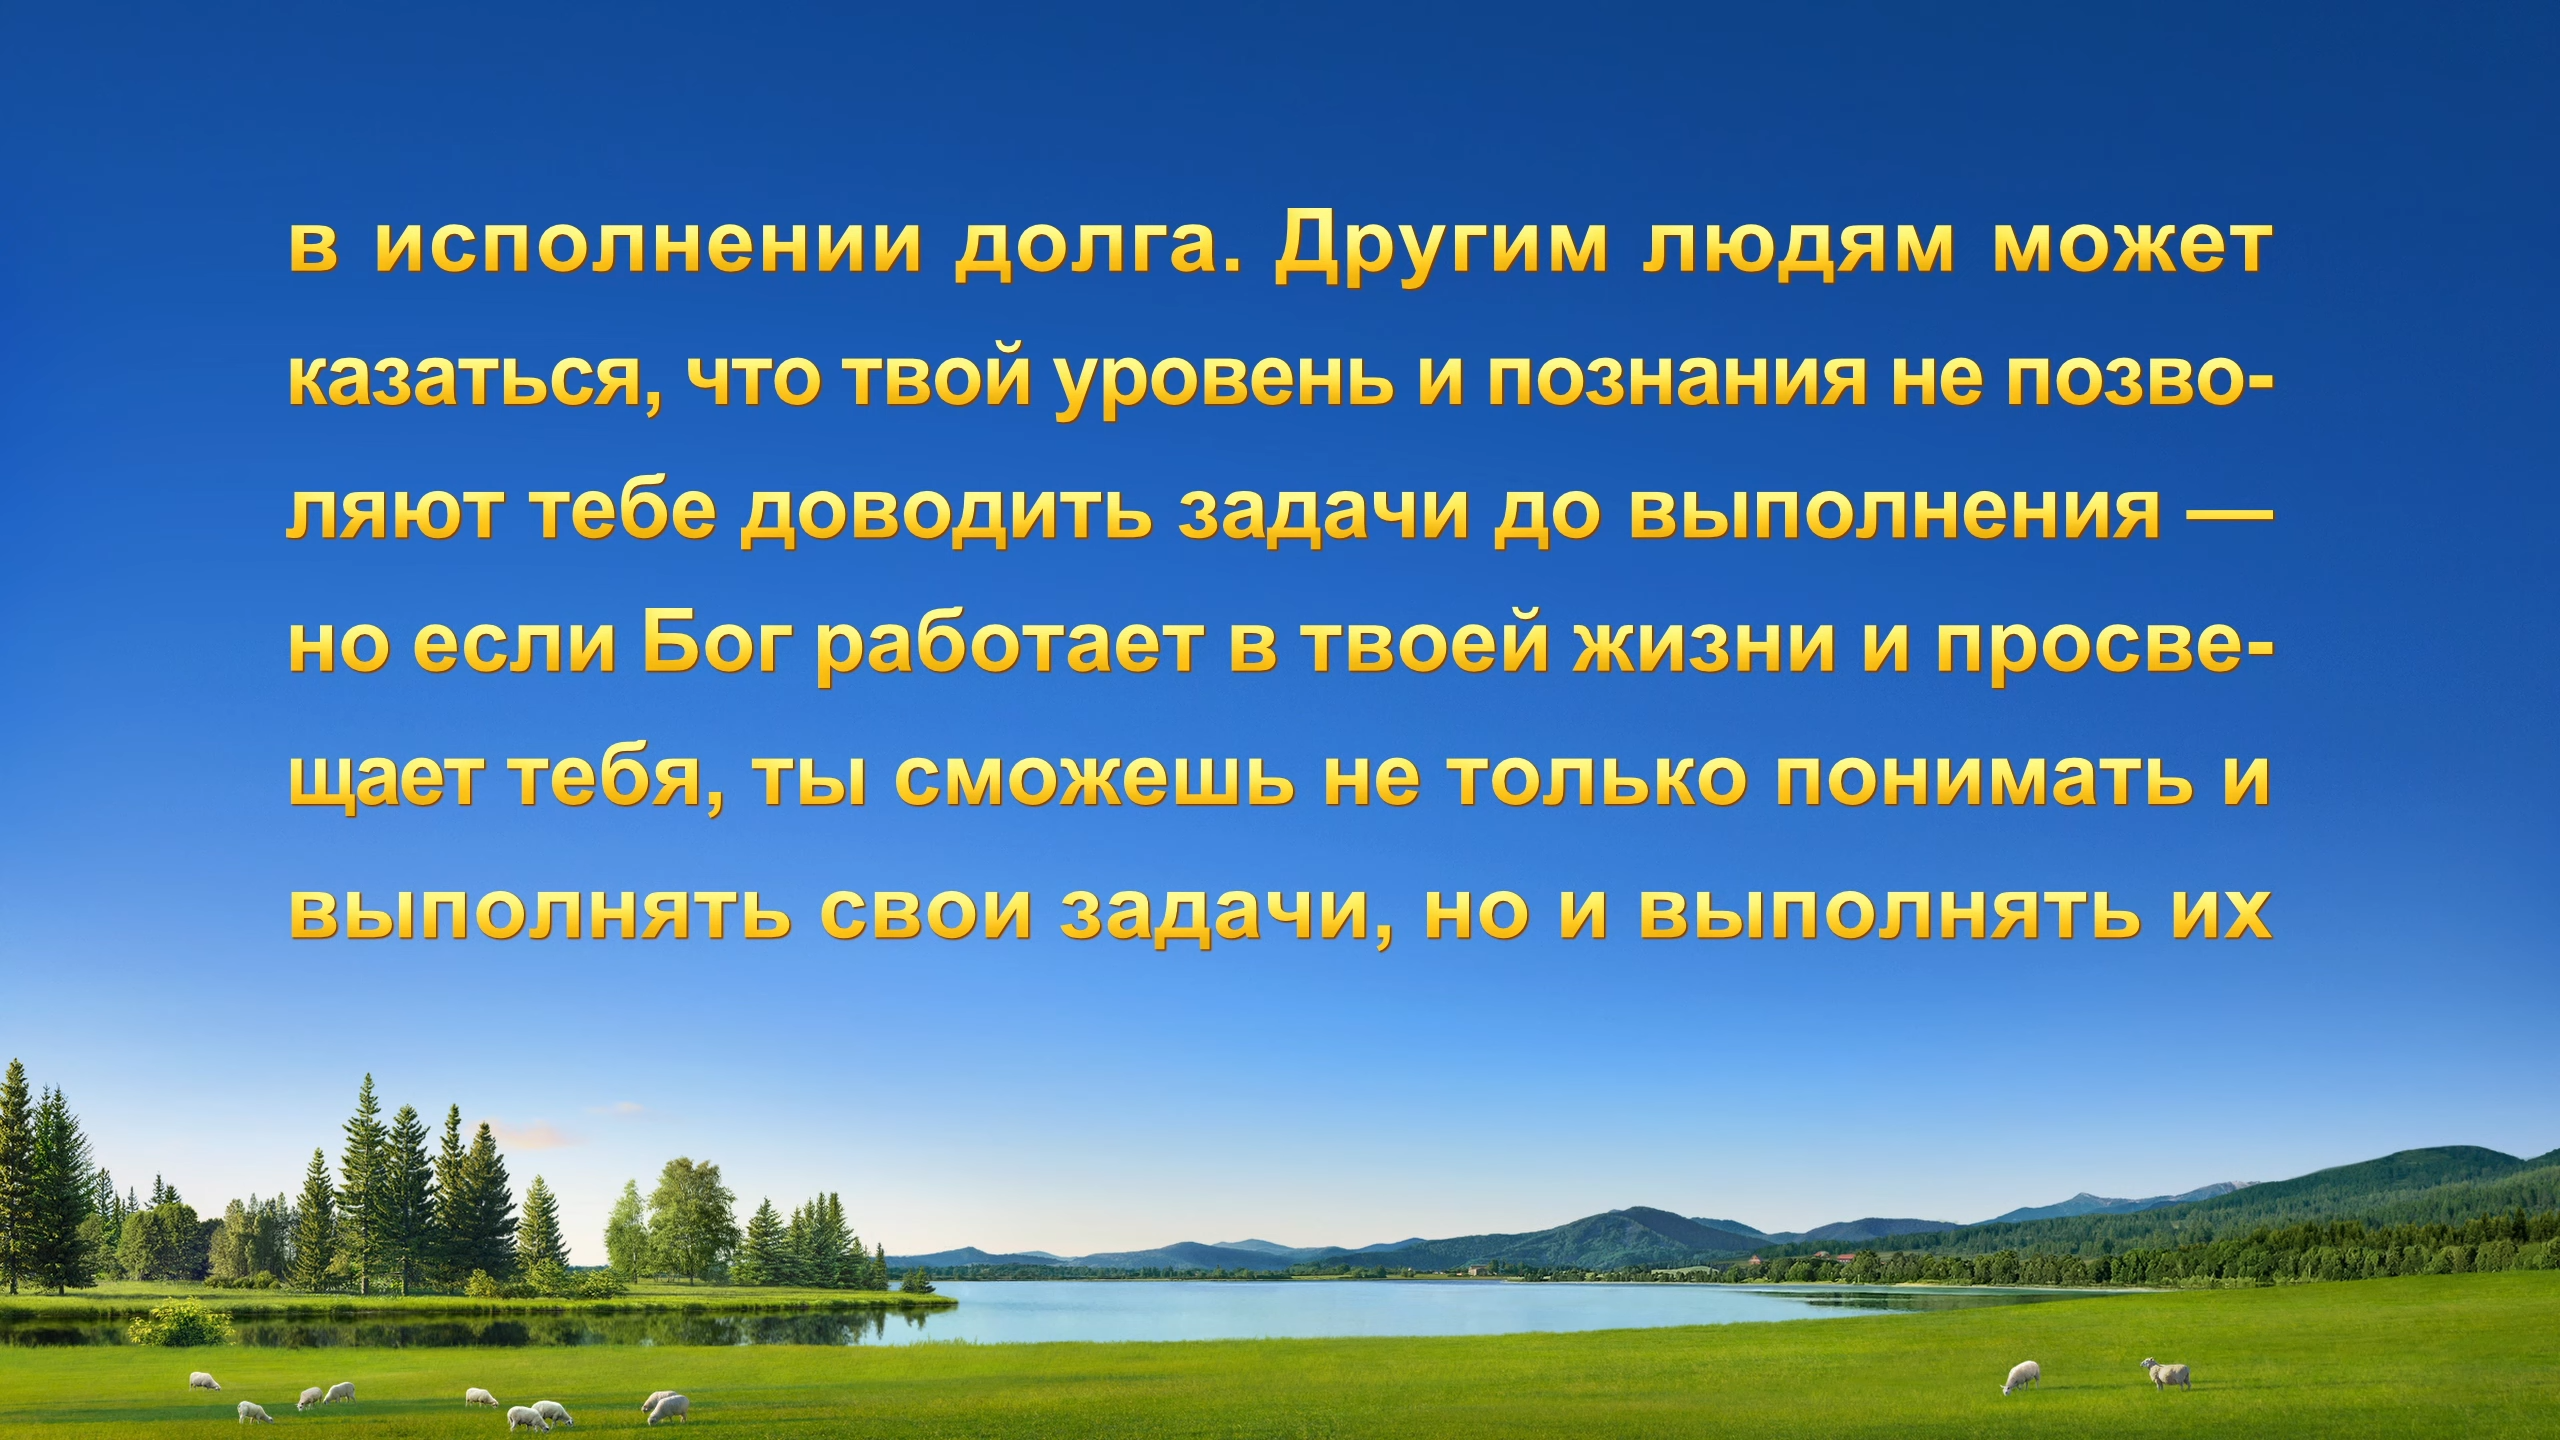 в исполнении долга. Другим людям может
казаться, что твой уровень и познания не позво-
ляют тебе доводить задачи до выполнения —
но если Бог работает в твоей жизни и просве-
щает тебя, ты сможешь не только понимать и
выполнять свои задачи, но и выполнять их